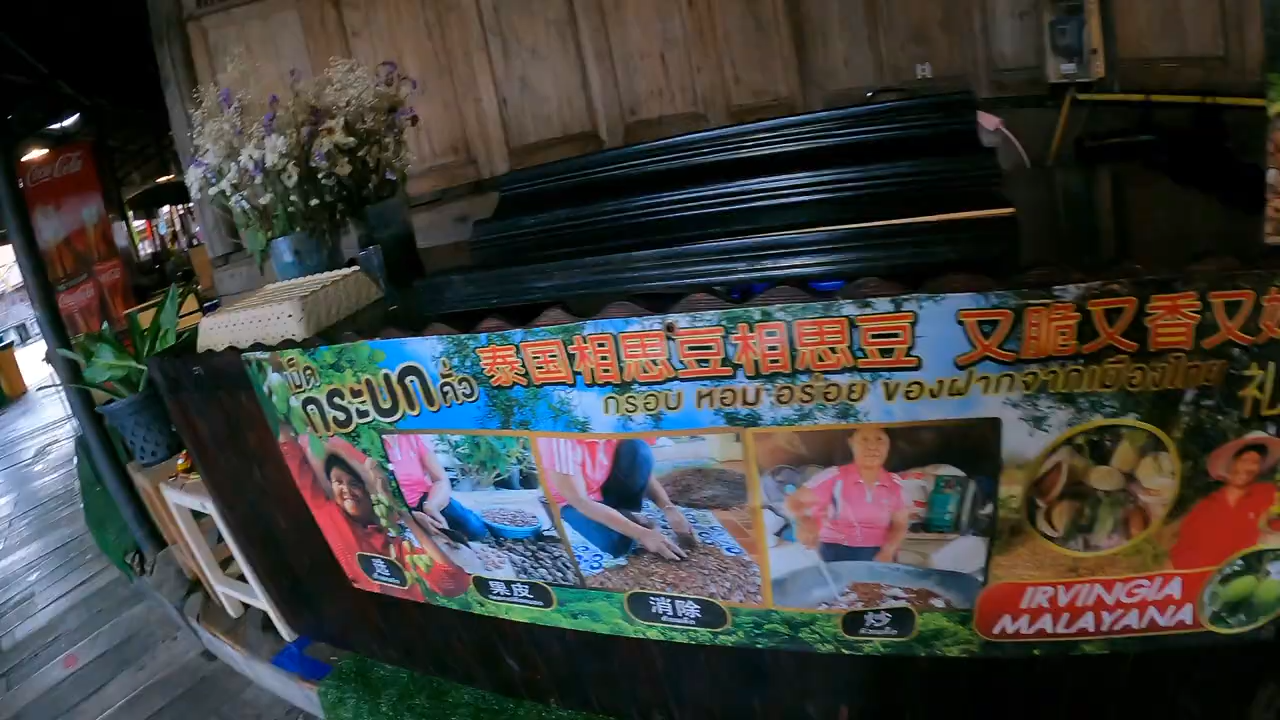 Coca-Cola
เม็ด
กระบก
คั่ว
泰国相思豆相思豆 又脆又香又
กรอบ หอม อร่อย ของฝากจากเมืองไทย
礼
果皮
消除
炒
IRVINGIA
MALAYANA